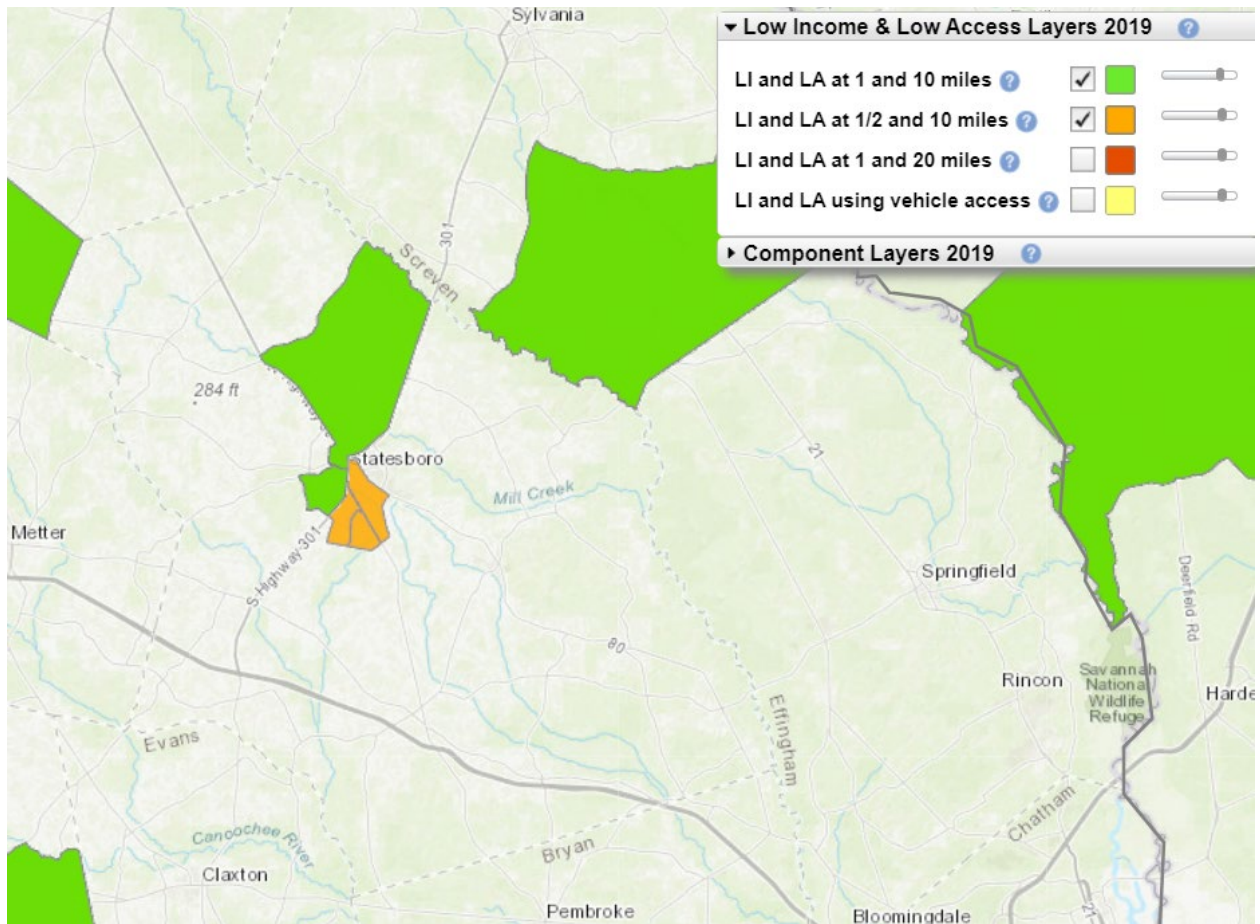 Sylvania
Low Income & Low Access Layers 2019 ?
LI and LA at 1 and 10 miles ?
LI and LA at 1/2 and 10 miles ?
LI and LA at 1 and 20 miles ?
LI and LA using vehicle access ?
Component Layers 2019 ?
301
Screven
284 ft
Statesboro
21
Mill Creek
Metter
S Highway 301
Springfield
Deerfield Rd
80
Rincon
Savannah
National
Wildlife
Refuge
Harde
Effingham
Evans
Chatham
Canoochee River
Bryan
Claxton
Pembroke
Bloomingdale
21